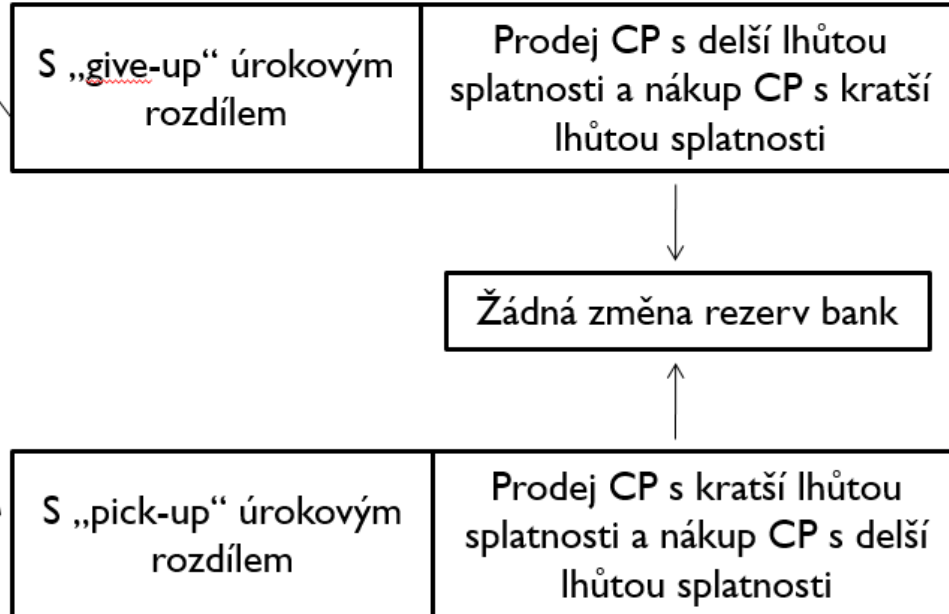 S „give-up“ úrokovým
rozdílem
Prodej CP s delší lhůtou
splatnosti a nákup CP s kratší
lhůtou splatnosti
Žádná změna rezerv bank
S „pick-up“ úrokovým
rozdílem
Prodej CP s kratší lhůtou
splatnosti a nákup CP s delší
lhůtou splatnosti